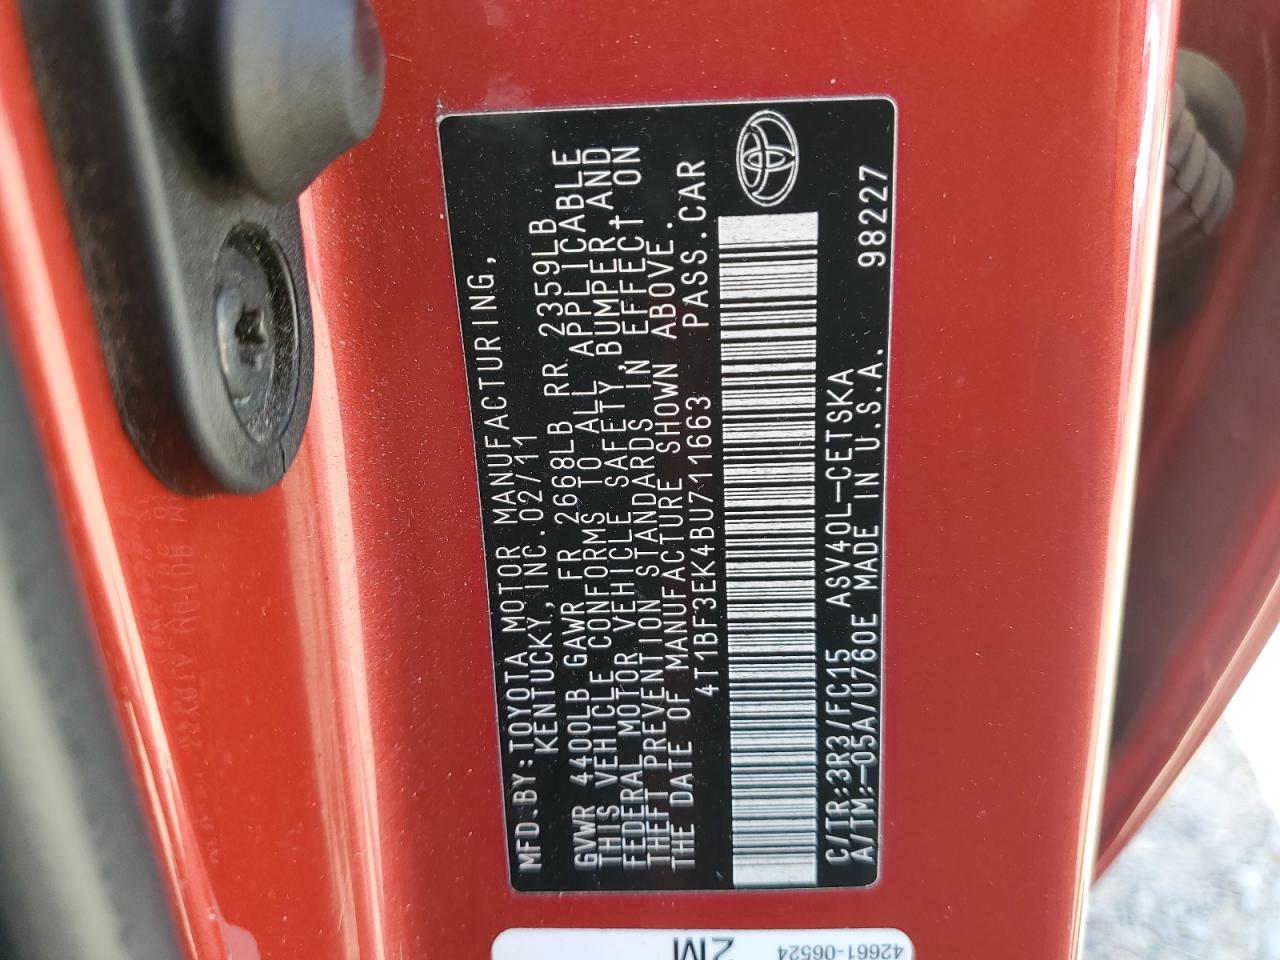 MFD.BY:TOYOTA MOTOR MANUFACTURING,
KENTUCKY,INC.02/11
GVWR 4400LB GAWR FR 2668LB RR 2359LB
THIS VEHICLE CONFORMS TO ALL APPLICABLE
FEDERAL MOTOR VEHICLE SAFETY,BUMPER,AND
THEFT PREVENTION STANDARDS IN EFFECT ON
THE DATE OF MANUFACTURE SHOWN ABOVE.
4T1BF3EK4BU711663 PASS.CAR
C/TR:3R3/FC15 ASV40L-CETSKA
A/TM:-05A/U760E MADE IN U.S.A. 98227
2M
42661-06524